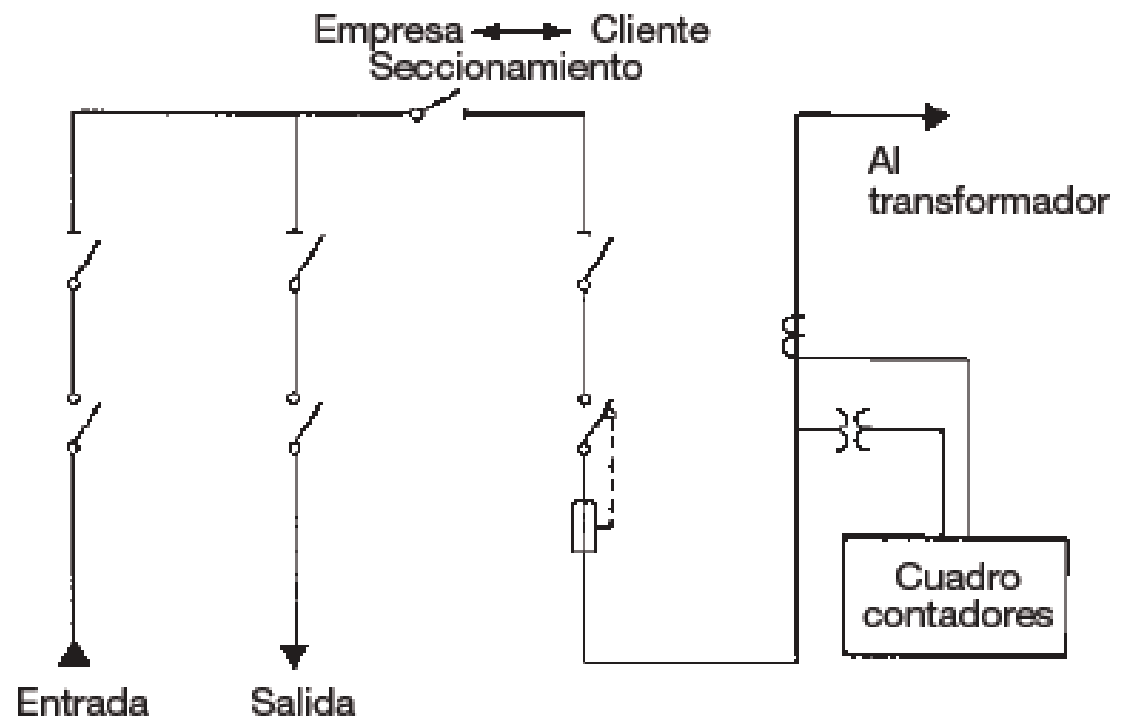 Empresa Cliente
Seccionamiento
Al
transformador
Cuadro
contadores
Entrada
Salida